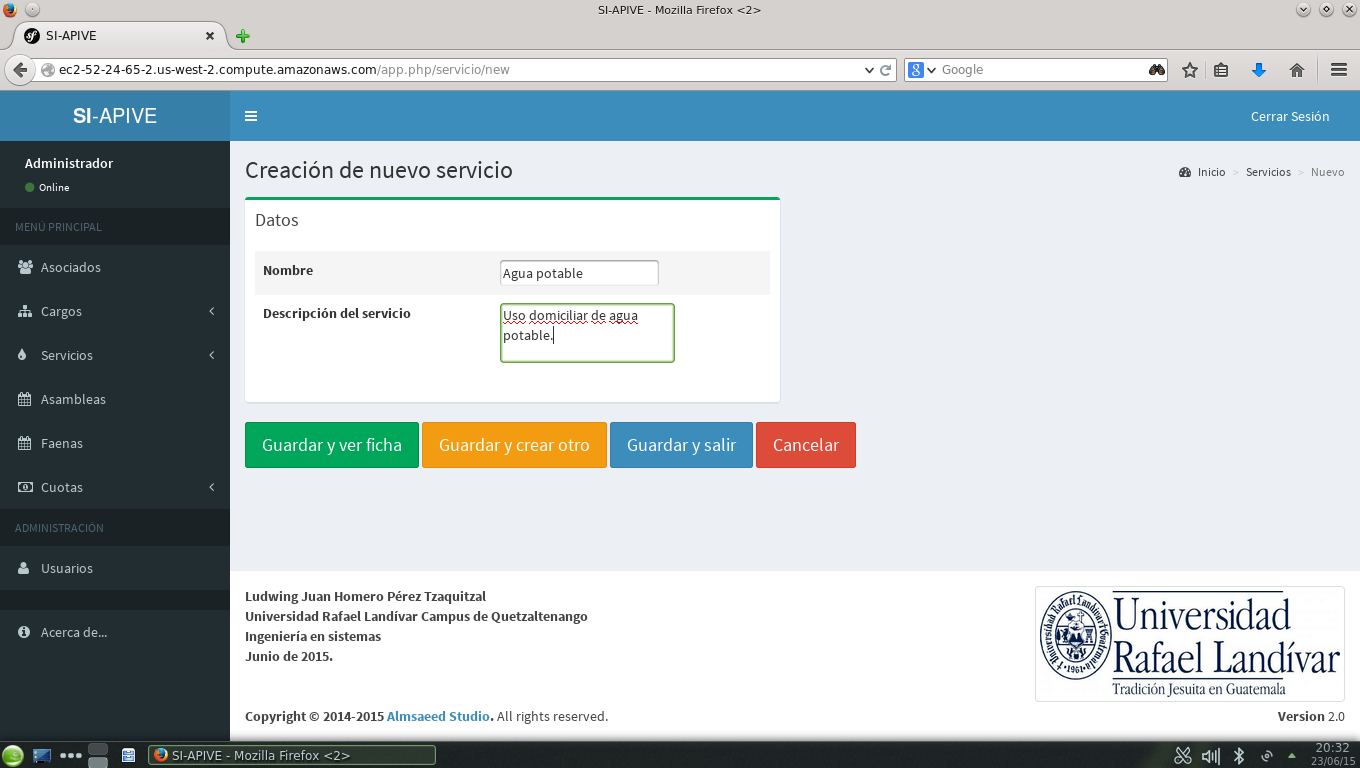 SI-APIVE - Mozilla Firefox <2>
SI-APIVE
ec2-52-24-65-2.us-west-2.compute.amazonaws.com/app.php/servicio/new
Google
SI-APIVE
Cerrar Sesión
Administrador
Online
MENÚ PRINCIPAL
Asociados
Cargos
Servicios
Asambleas
Faenas
Cuotas
ADMINISTRACIÓN
Usuarios
Acerca de...
Creación de nuevo servicio
Inicio > Servicios > Nuevo
Datos
Nombre
Agua potable
Descripción del servicio
Uso domiciliar de agua
potable.
Guardar y ver ficha
Guardar y crear otro
Guardar y salir
Cancelar
Ludwing Juan Homero Pérez Tzaquitzal
Universidad Rafael Landívar Campus de Quetzaltenango
Ingeniería en sistemas
Junio de 2015.
Universidad
Rafael Landívar
Tradición Jesuita en Guatemala
Copyright © 2014-2015 Almsaeed Studio. All rights reserved.
Version 2.0
SI-APIVE - Mozilla Firefox <2>
20:32
23/06/15